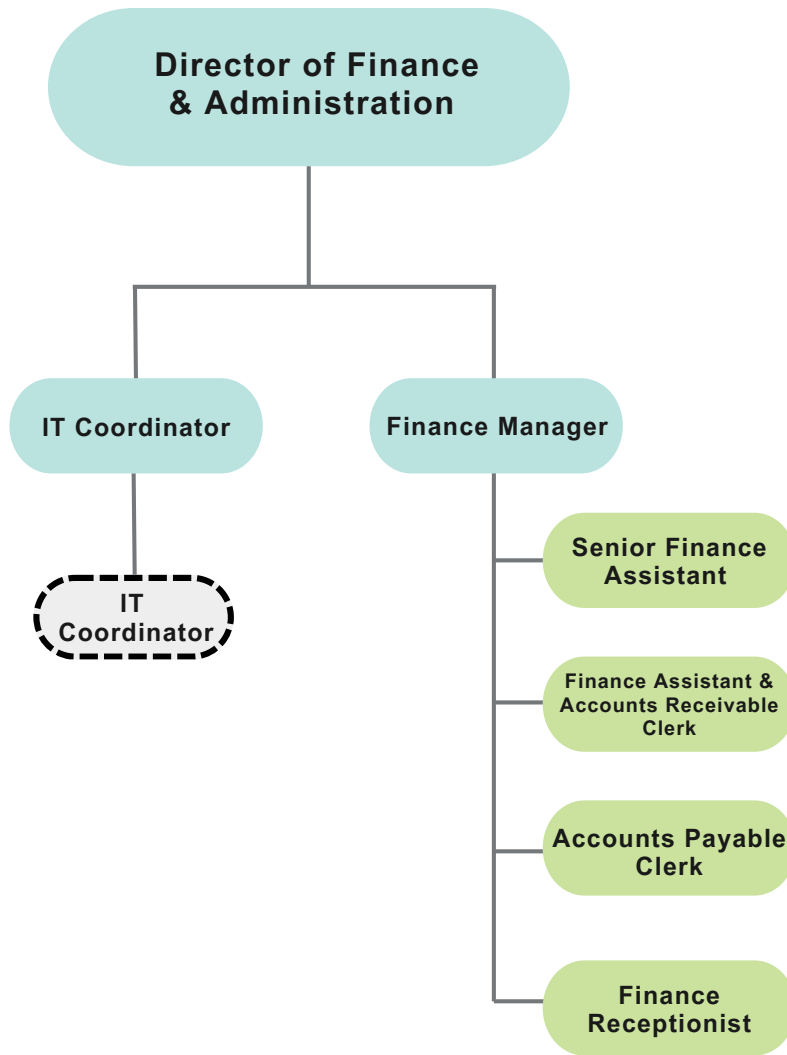 Director of Finance
& Administration
IT Coordinator
Finance Manager
IT
Coordinator
Senior Finance
Assistant
Finance Assistant &
Accounts Receivable
Clerk
Accounts Payable
Clerk
Finance
Receptionist